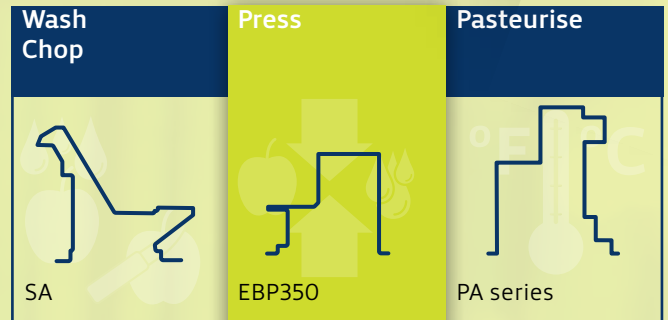 Wash
Chop
Press
Pasteurise
°F
°C
SA
EBP350
PA series